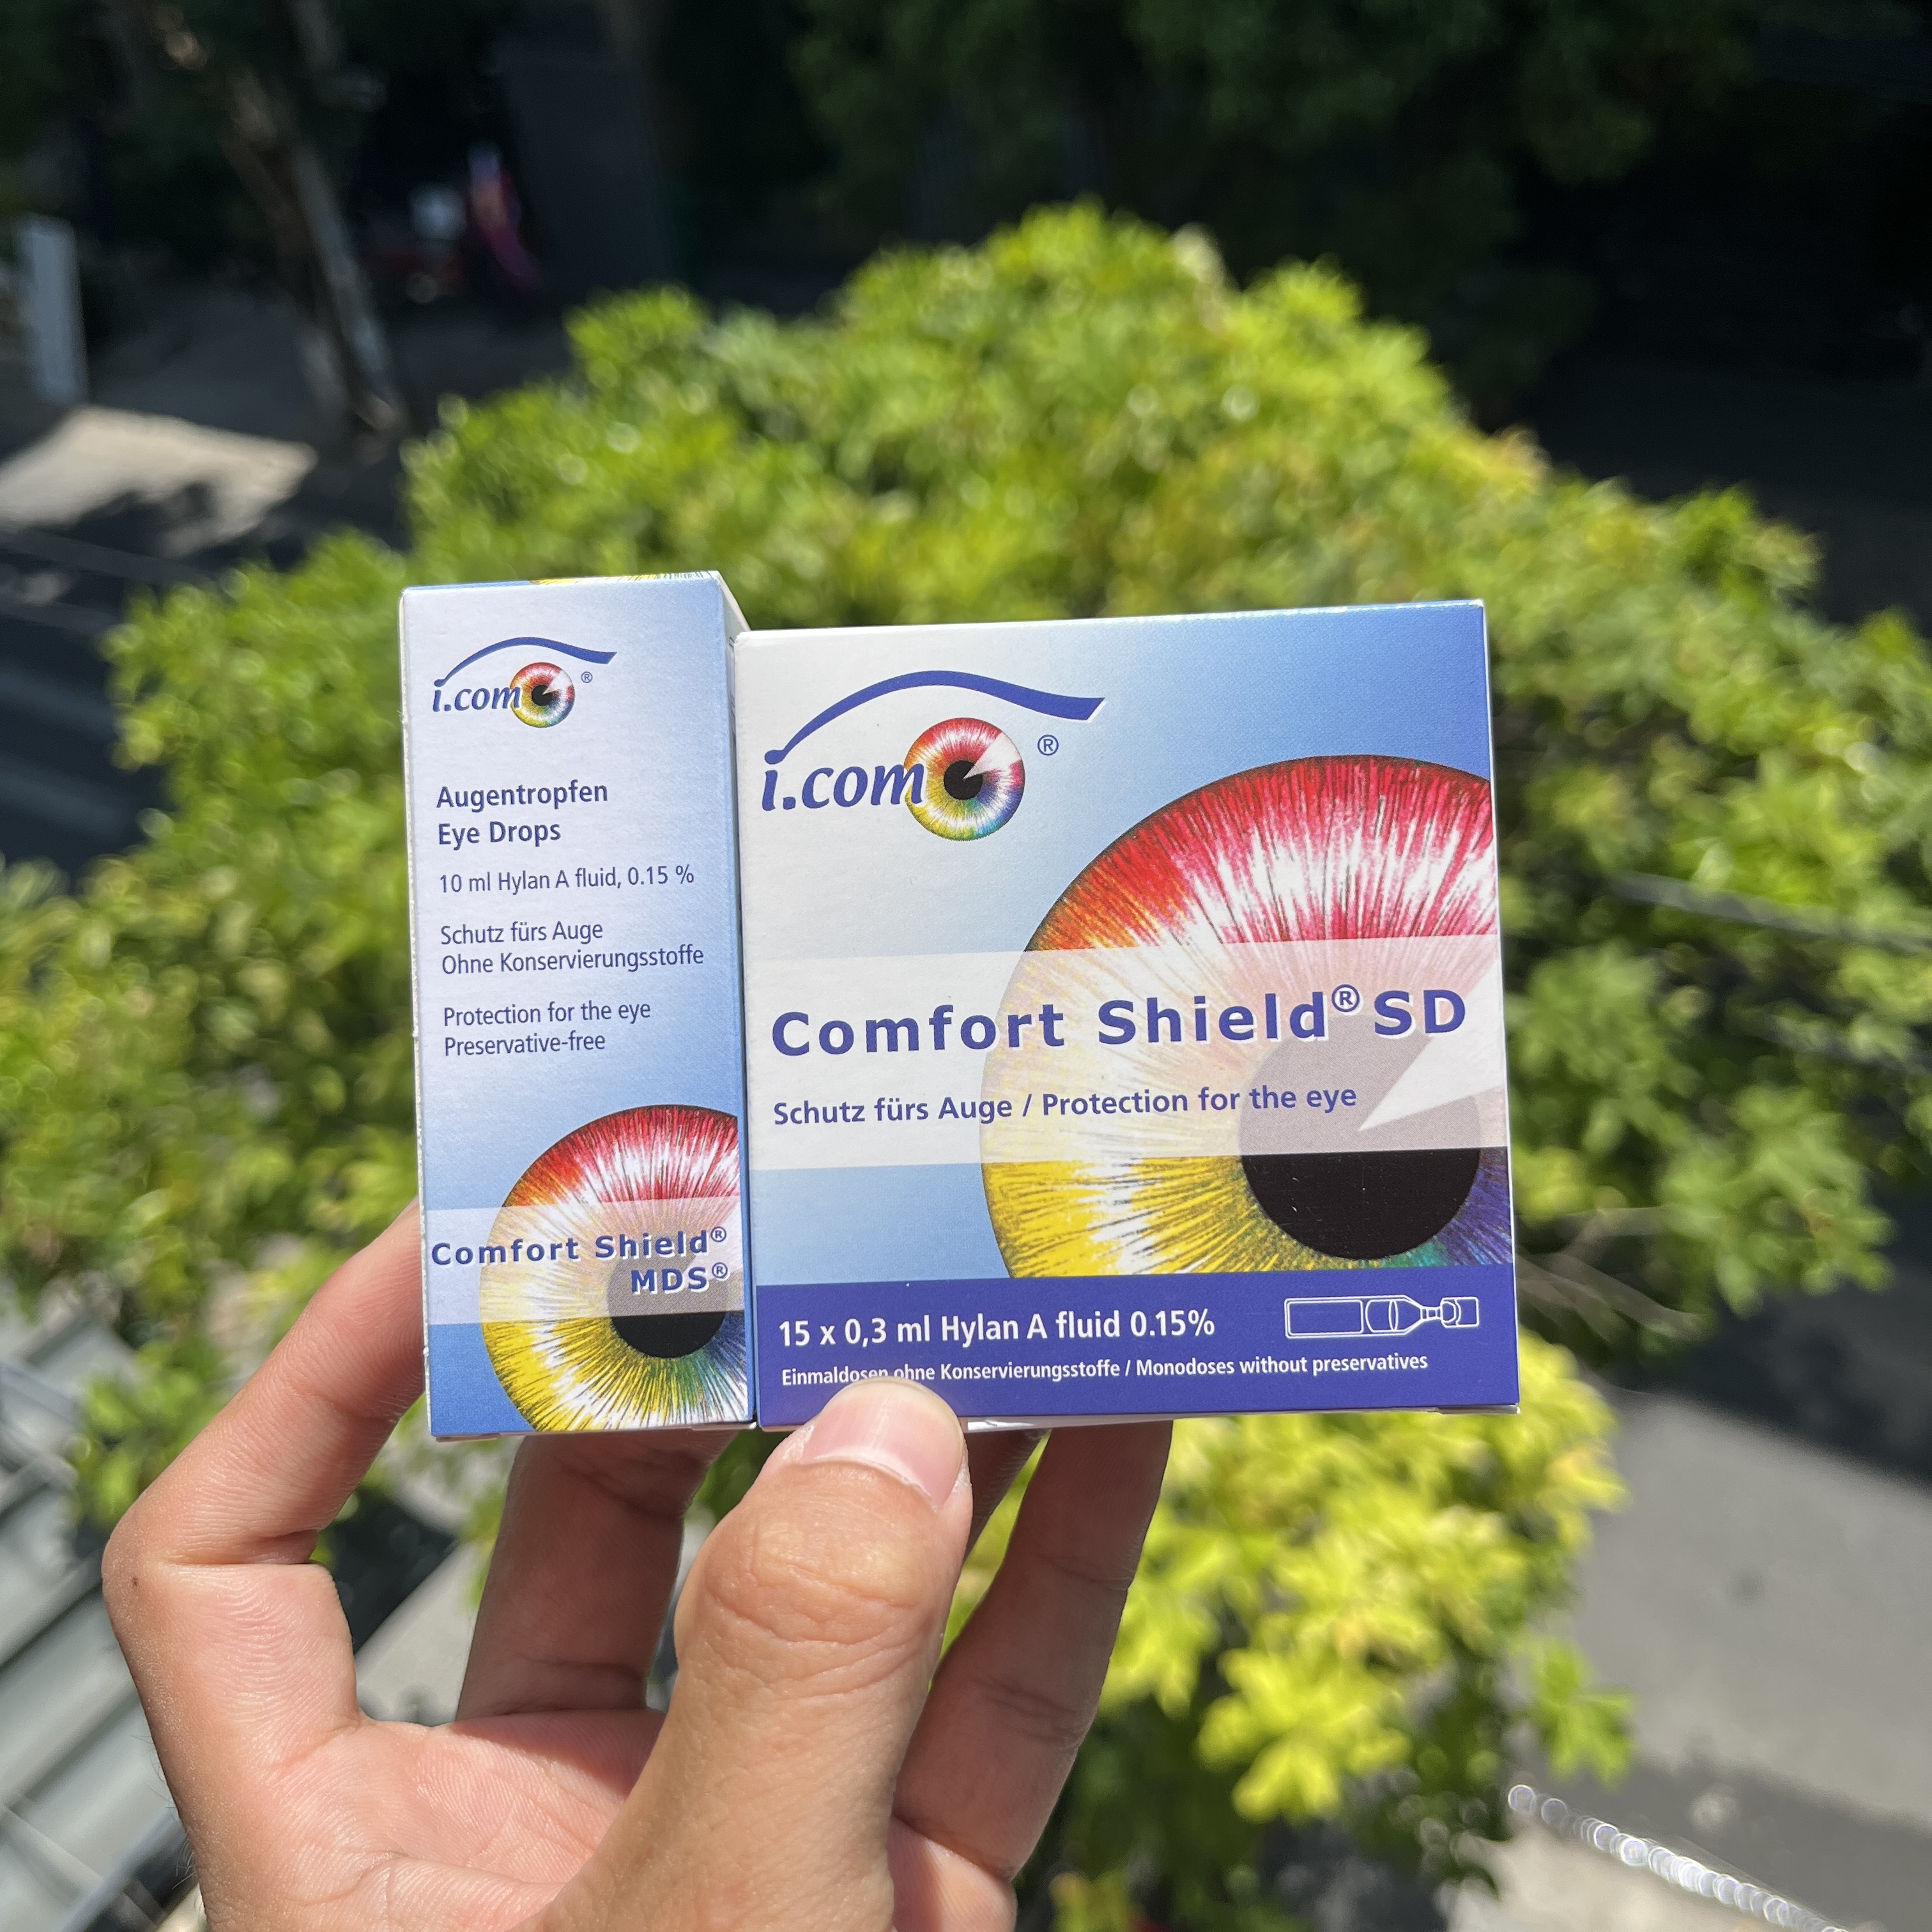 i.com®
Augentropfen
Eye Drops
10 ml Hylan A fluid, 0.15 %
Schutz fürs Auge
Ohne Konservierungsstoffe
Protection for the eye
Preservative-free
Comfort Shield®
MDS®
i.com®
Comfort Shield® SD
Schutz fürs Auge / Protection for the eye
15 x 0,3 ml Hylan A fluid 0.15%
Einmaldosen ohne Konservierungsstoffe / Monodoses without preservatives